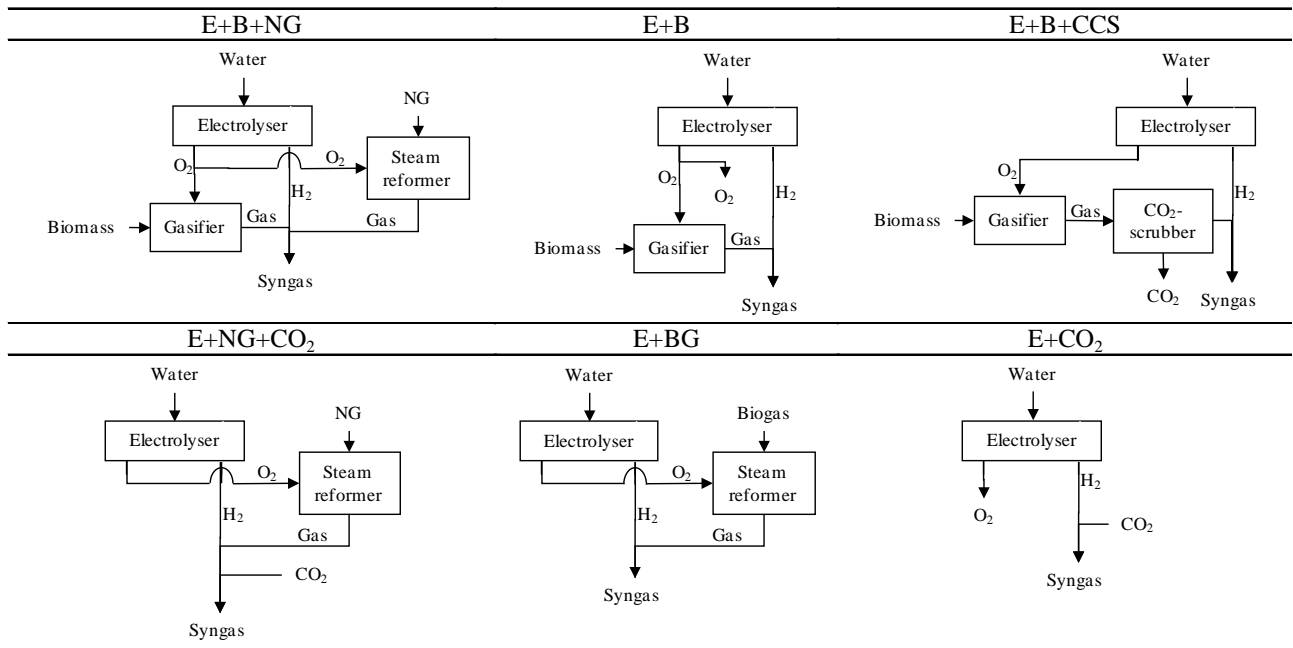 E+B+NG
E+B
E+B+CCS
Water
NG
Electrolyser
Steam
reformer
O₂
O₂
H₂
Biomass
Gasifier
Gas
Gas
Syngas
Water
Electrolyser
O₂
O₂
H₂
Biomass
Gasifier
Gas
Syngas
Water
Electrolyser
O₂
H₂
Biomass
Gasifier
Gas
CO₂-
scrubber
CO₂
Syngas
E+NG+CO₂
E+BG
E+CO₂
Water
NG
Electrolyser
Steam
reformer
O₂
H₂
Gas
CO₂
Syngas
Water
Biogas
Electrolyser
Steam
reformer
O₂
H₂
Gas
Syngas
Water
Electrolyser
H₂
O₂
CO₂
Syngas